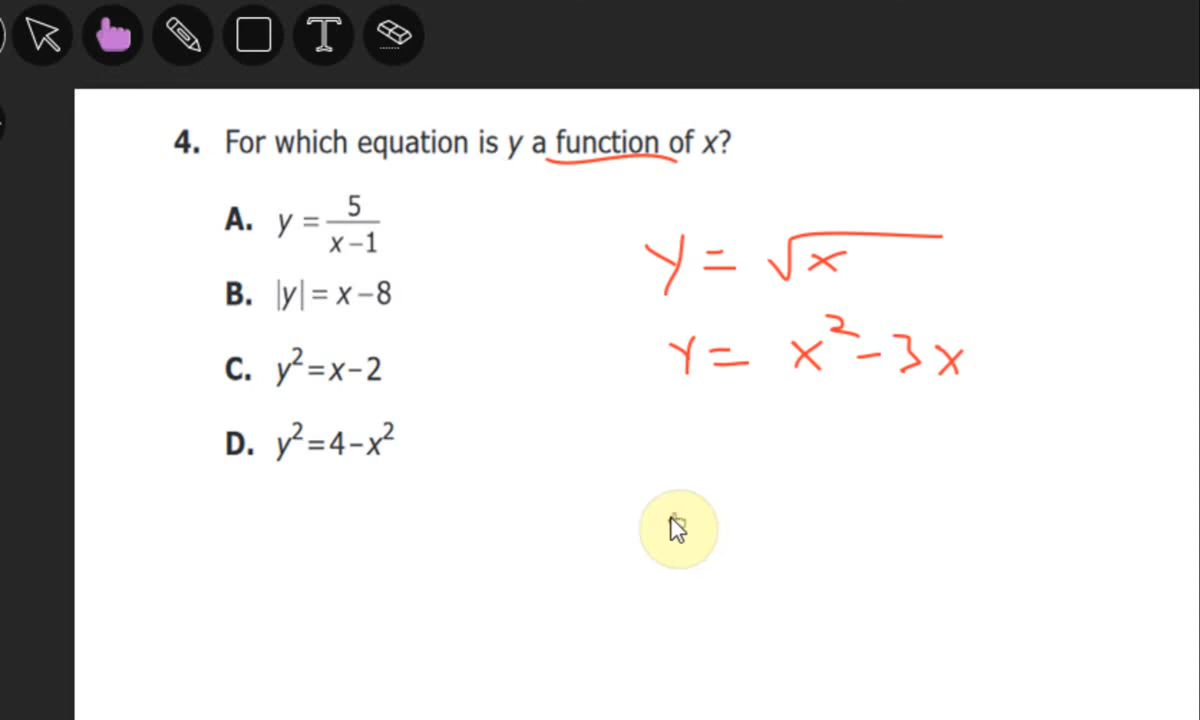 4. For which equation is y a function of x?
A. y = 5/(x−1)
B. |y| = x−8
C. y²=x−2
D. y²=4−x²
y = √x
y = x²−3x